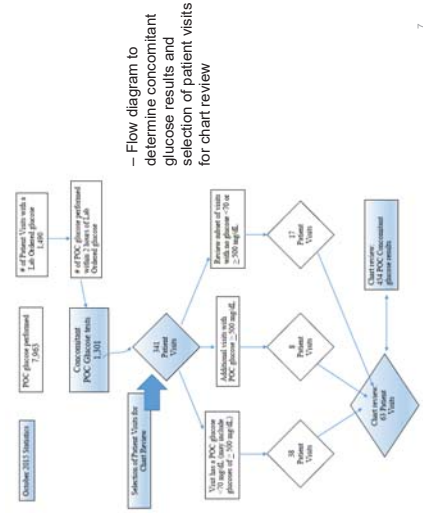 – Flow diagram to
determine concomitant
glucose results and
selection of patient visits
for chart review
October 2015 Statistics
POC glucose performed
7,963
# of Patient Visits with a
Lab Ordered glucose
1,490
# of POC glucose performed
within 2 hours of Lab
Ordered glucose
Concomitant
POC Glucose tests
1,301
Selection of Patient Visits for
Chart Review
341
Patient
Visits
Visit has a POC glucose
<70 mg/dL (may include
glucoses of ≥ 500 mg/dL)
Additional visits with
POC glucose ≥ 500 mg/dL
Review subset of visits
with no glucose <70 or
≥ 500 mg/dL
38
Patient
Visits
8
Patient
Visits
17
Patient
Visits
Chart review
63 Patient
Visits
Chart review
434 POC Concomitant
glucose results
7